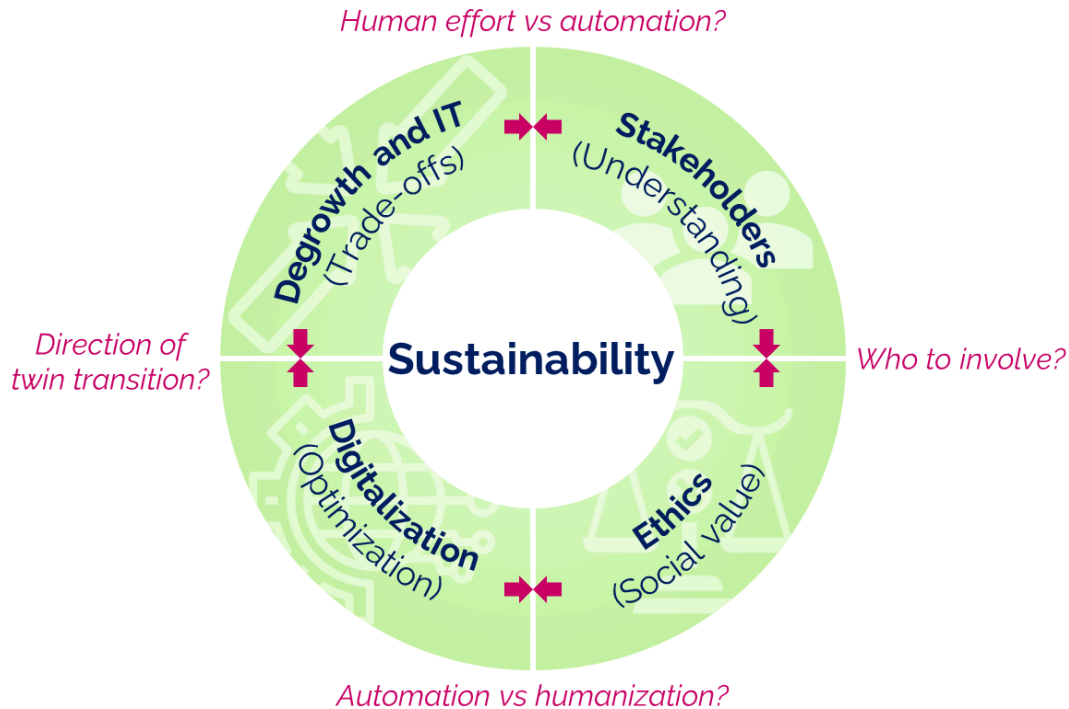 Human effort vs automation?
Degrowth and IT
(Trade-offs)
Stakeholders
(Understanding)
Direction of
twin transition?
Sustainability
Who to involve?
Digitalization
(Optimization)
Ethics
(Social value)
Automation vs humanization?